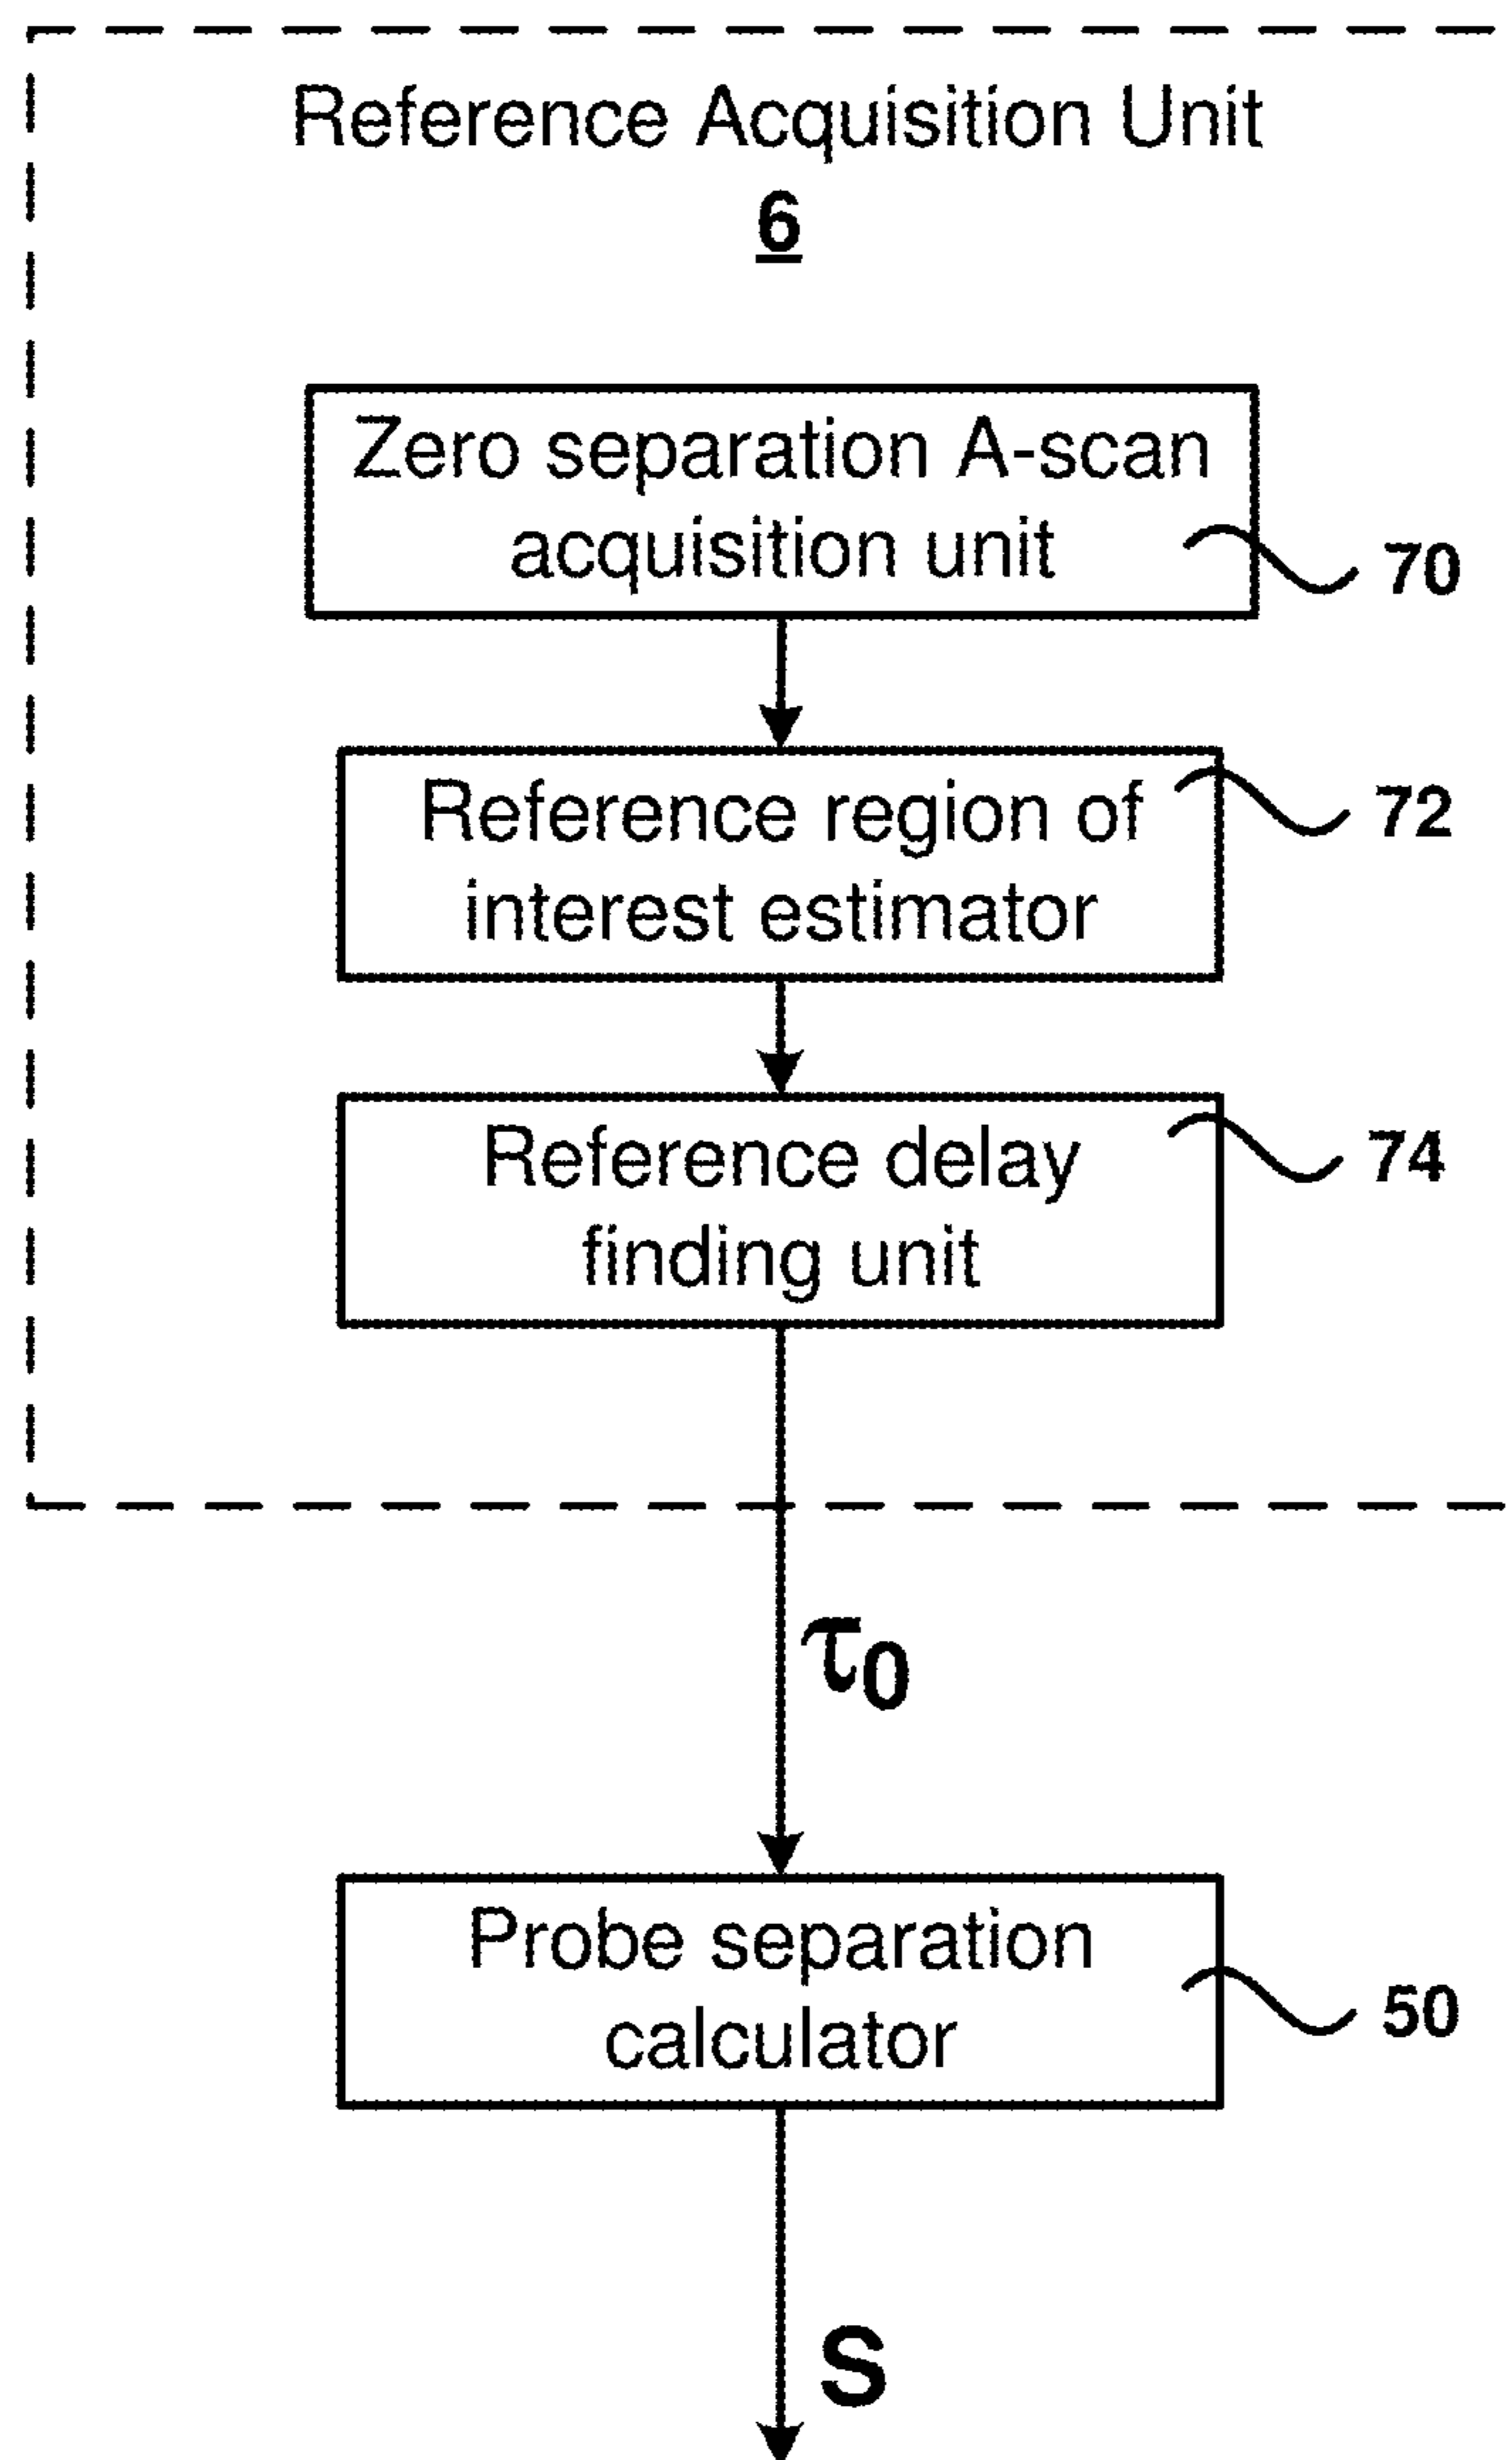 Reference Acquisition Unit
6
Zero separation A-scan
acquisition unit
70
Reference region of
interest estimator
72
Reference delay
finding unit
74
τ0
Probe separation
calculator
50
S